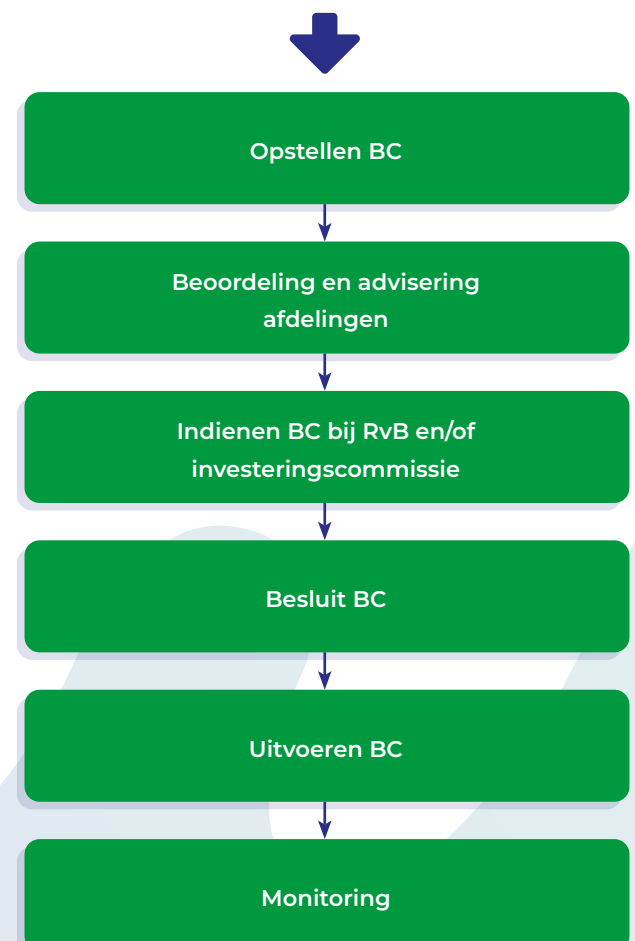 Opstellen BC
Beoordeling en advisering
afdelingen
Indienen BC bij RvB en/of
investeringscommissie
Besluit BC
Uitvoeren BC
Monitoring